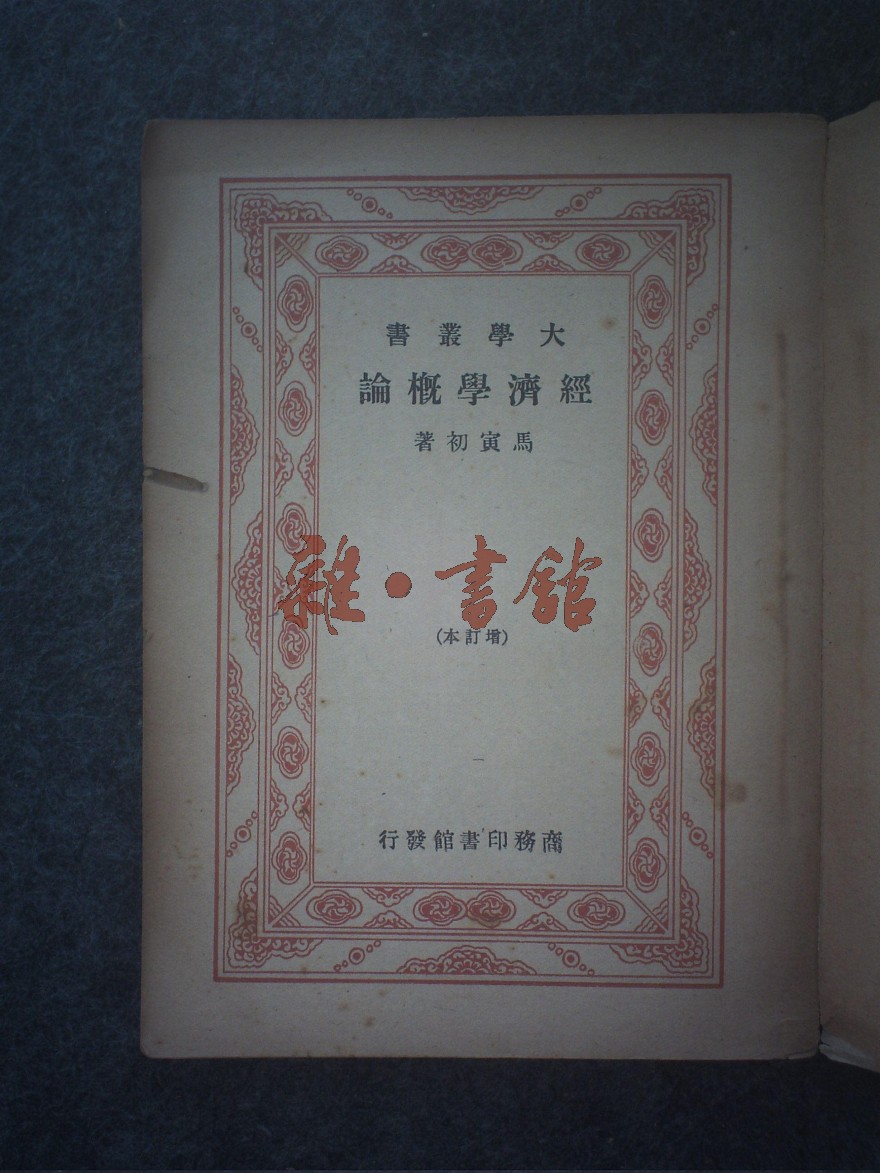 大學叢書
經濟學概論
馬寅初著
雜·書館
(增訂本)
商務印書館發行